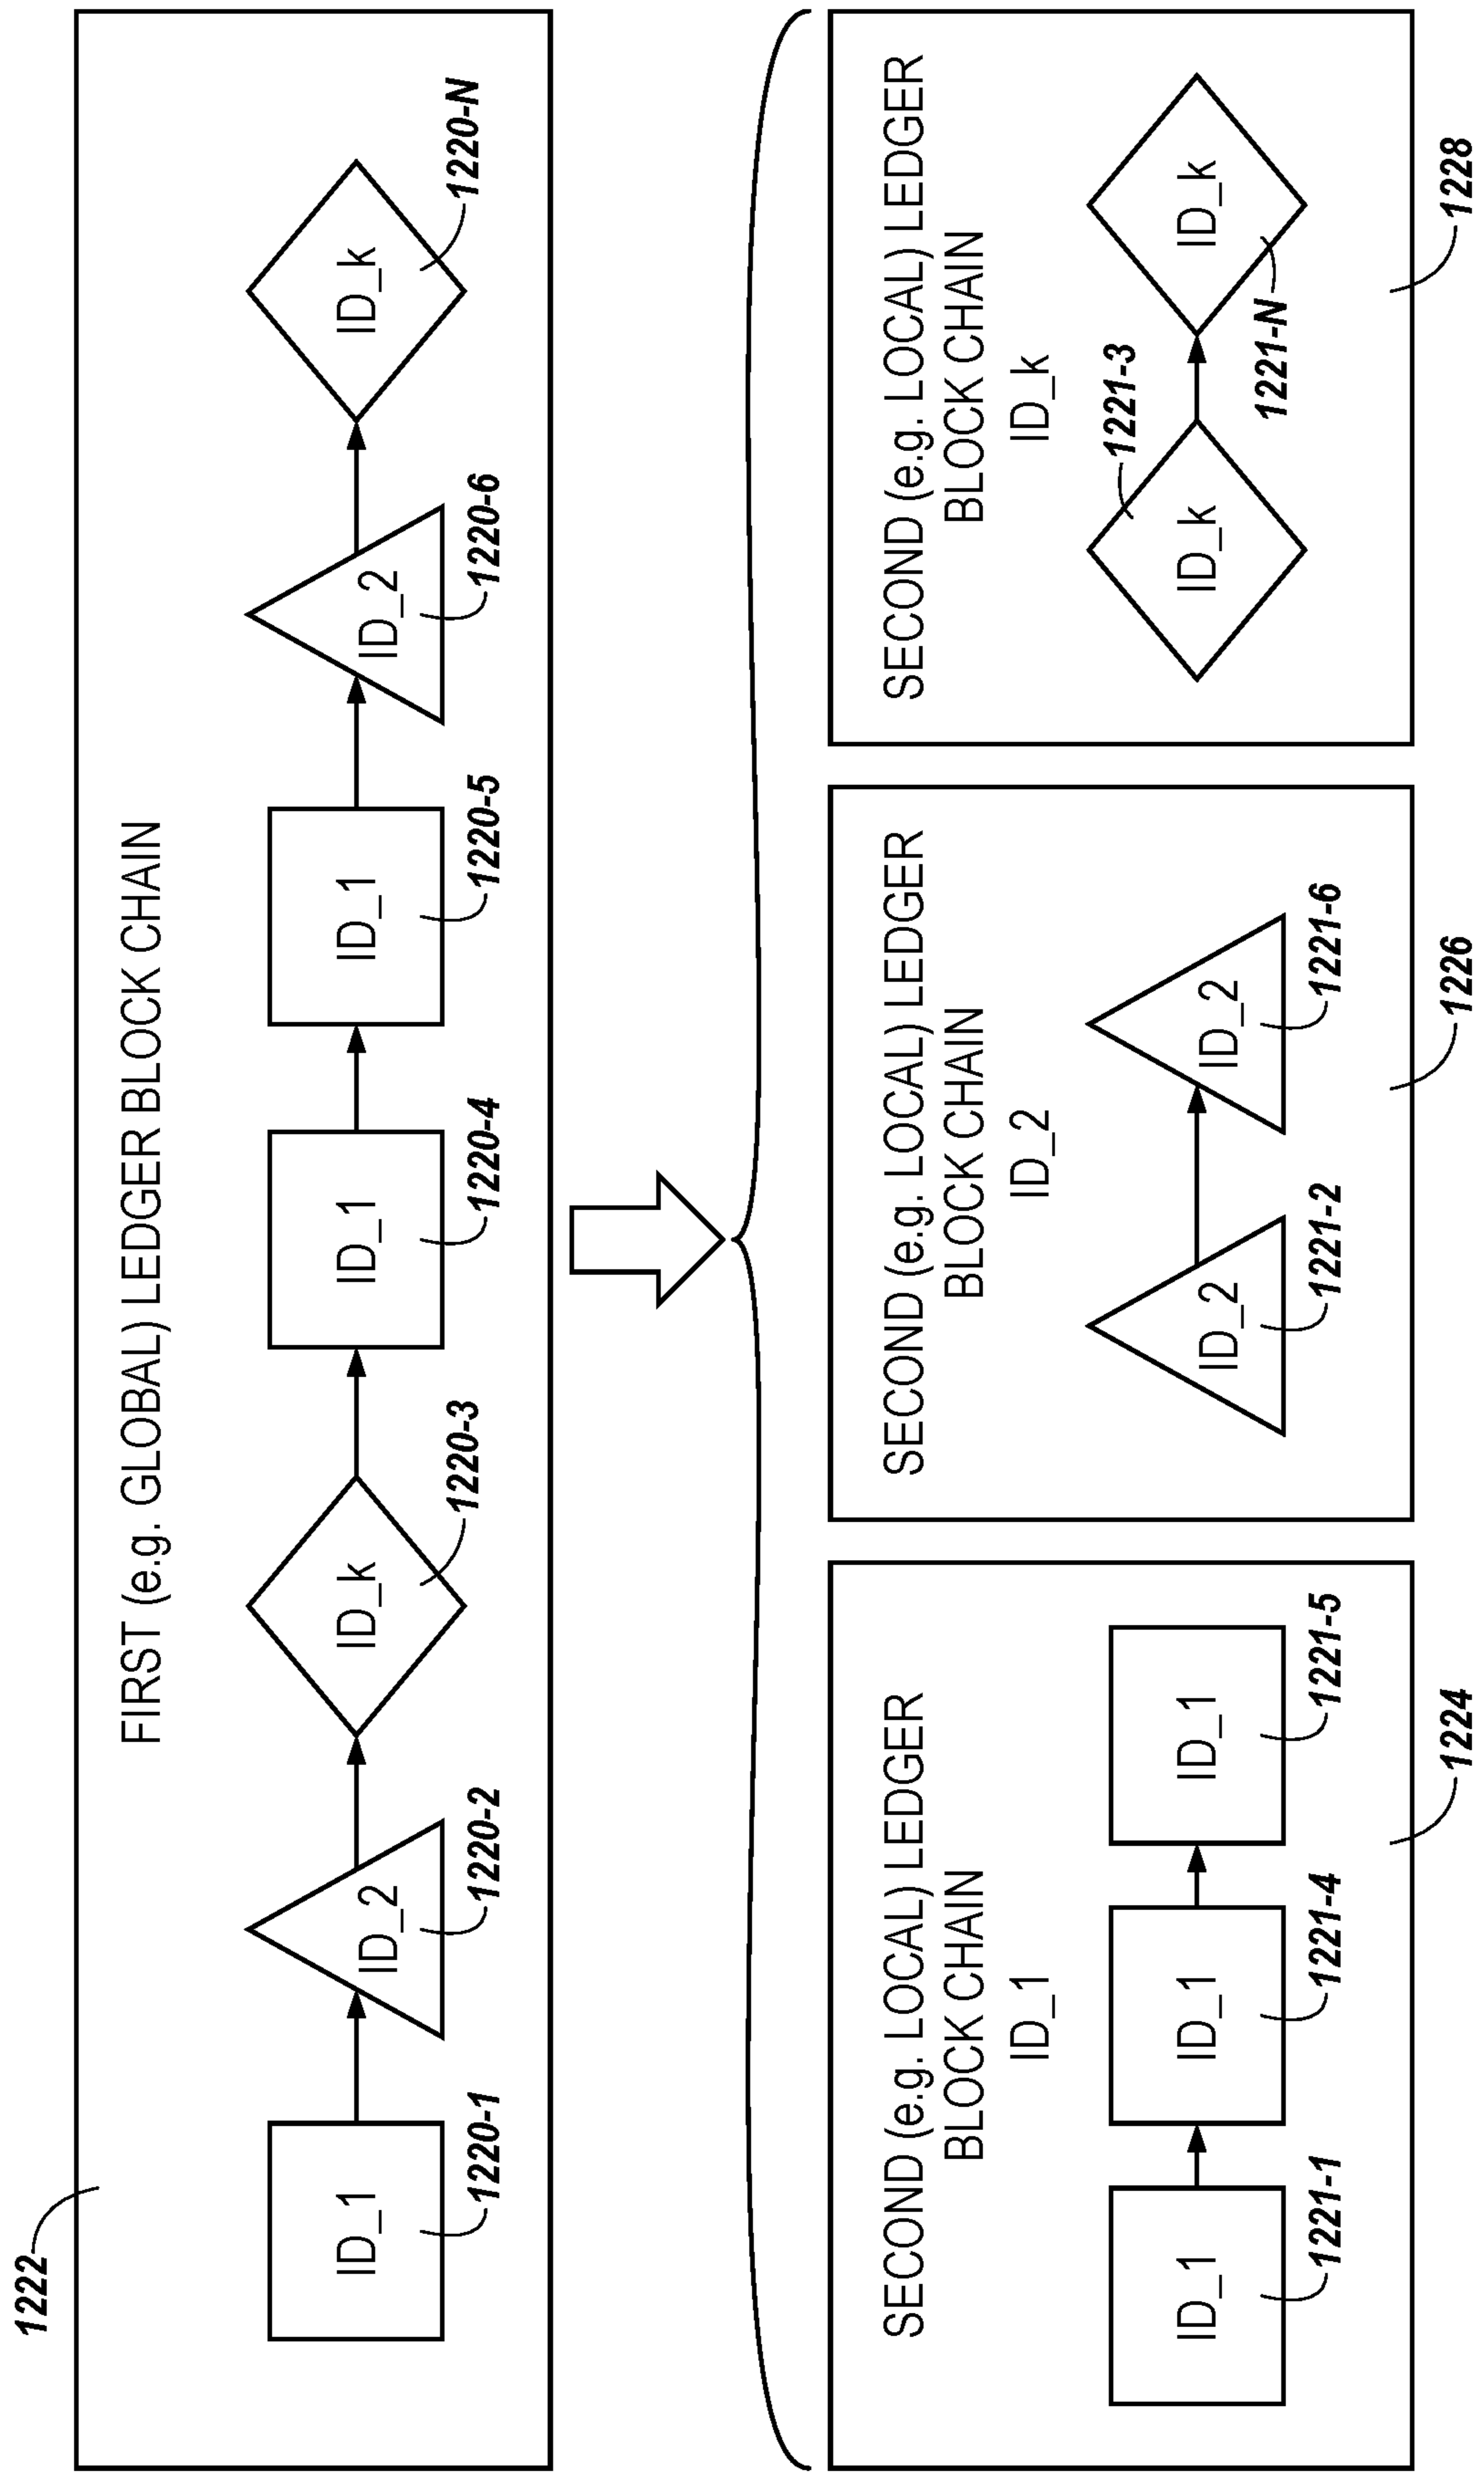 1222
FIRST (e.g. GLOBAL) LEDGER BLOCK CHAIN
ID_1
ID_2
ID_k
ID_1
ID_1
ID_2
ID_k
1220-1
1220-2
1220-3
1220-4
1220-5
1220-6
1220-N
SECOND (e.g. LOCAL) LEDGER
BLOCK CHAIN
ID_1
ID_1
ID_1
ID_1
1221-1
1221-4
1221-5
1224
SECOND (e.g. LOCAL) LEDGER
BLOCK CHAIN
ID_2
ID_2
ID_2
1221-2
1221-6
1226
SECOND (e.g. LOCAL) LEDGER
BLOCK CHAIN
ID_k
1221-3
ID_k
ID_k
1221-N
1228